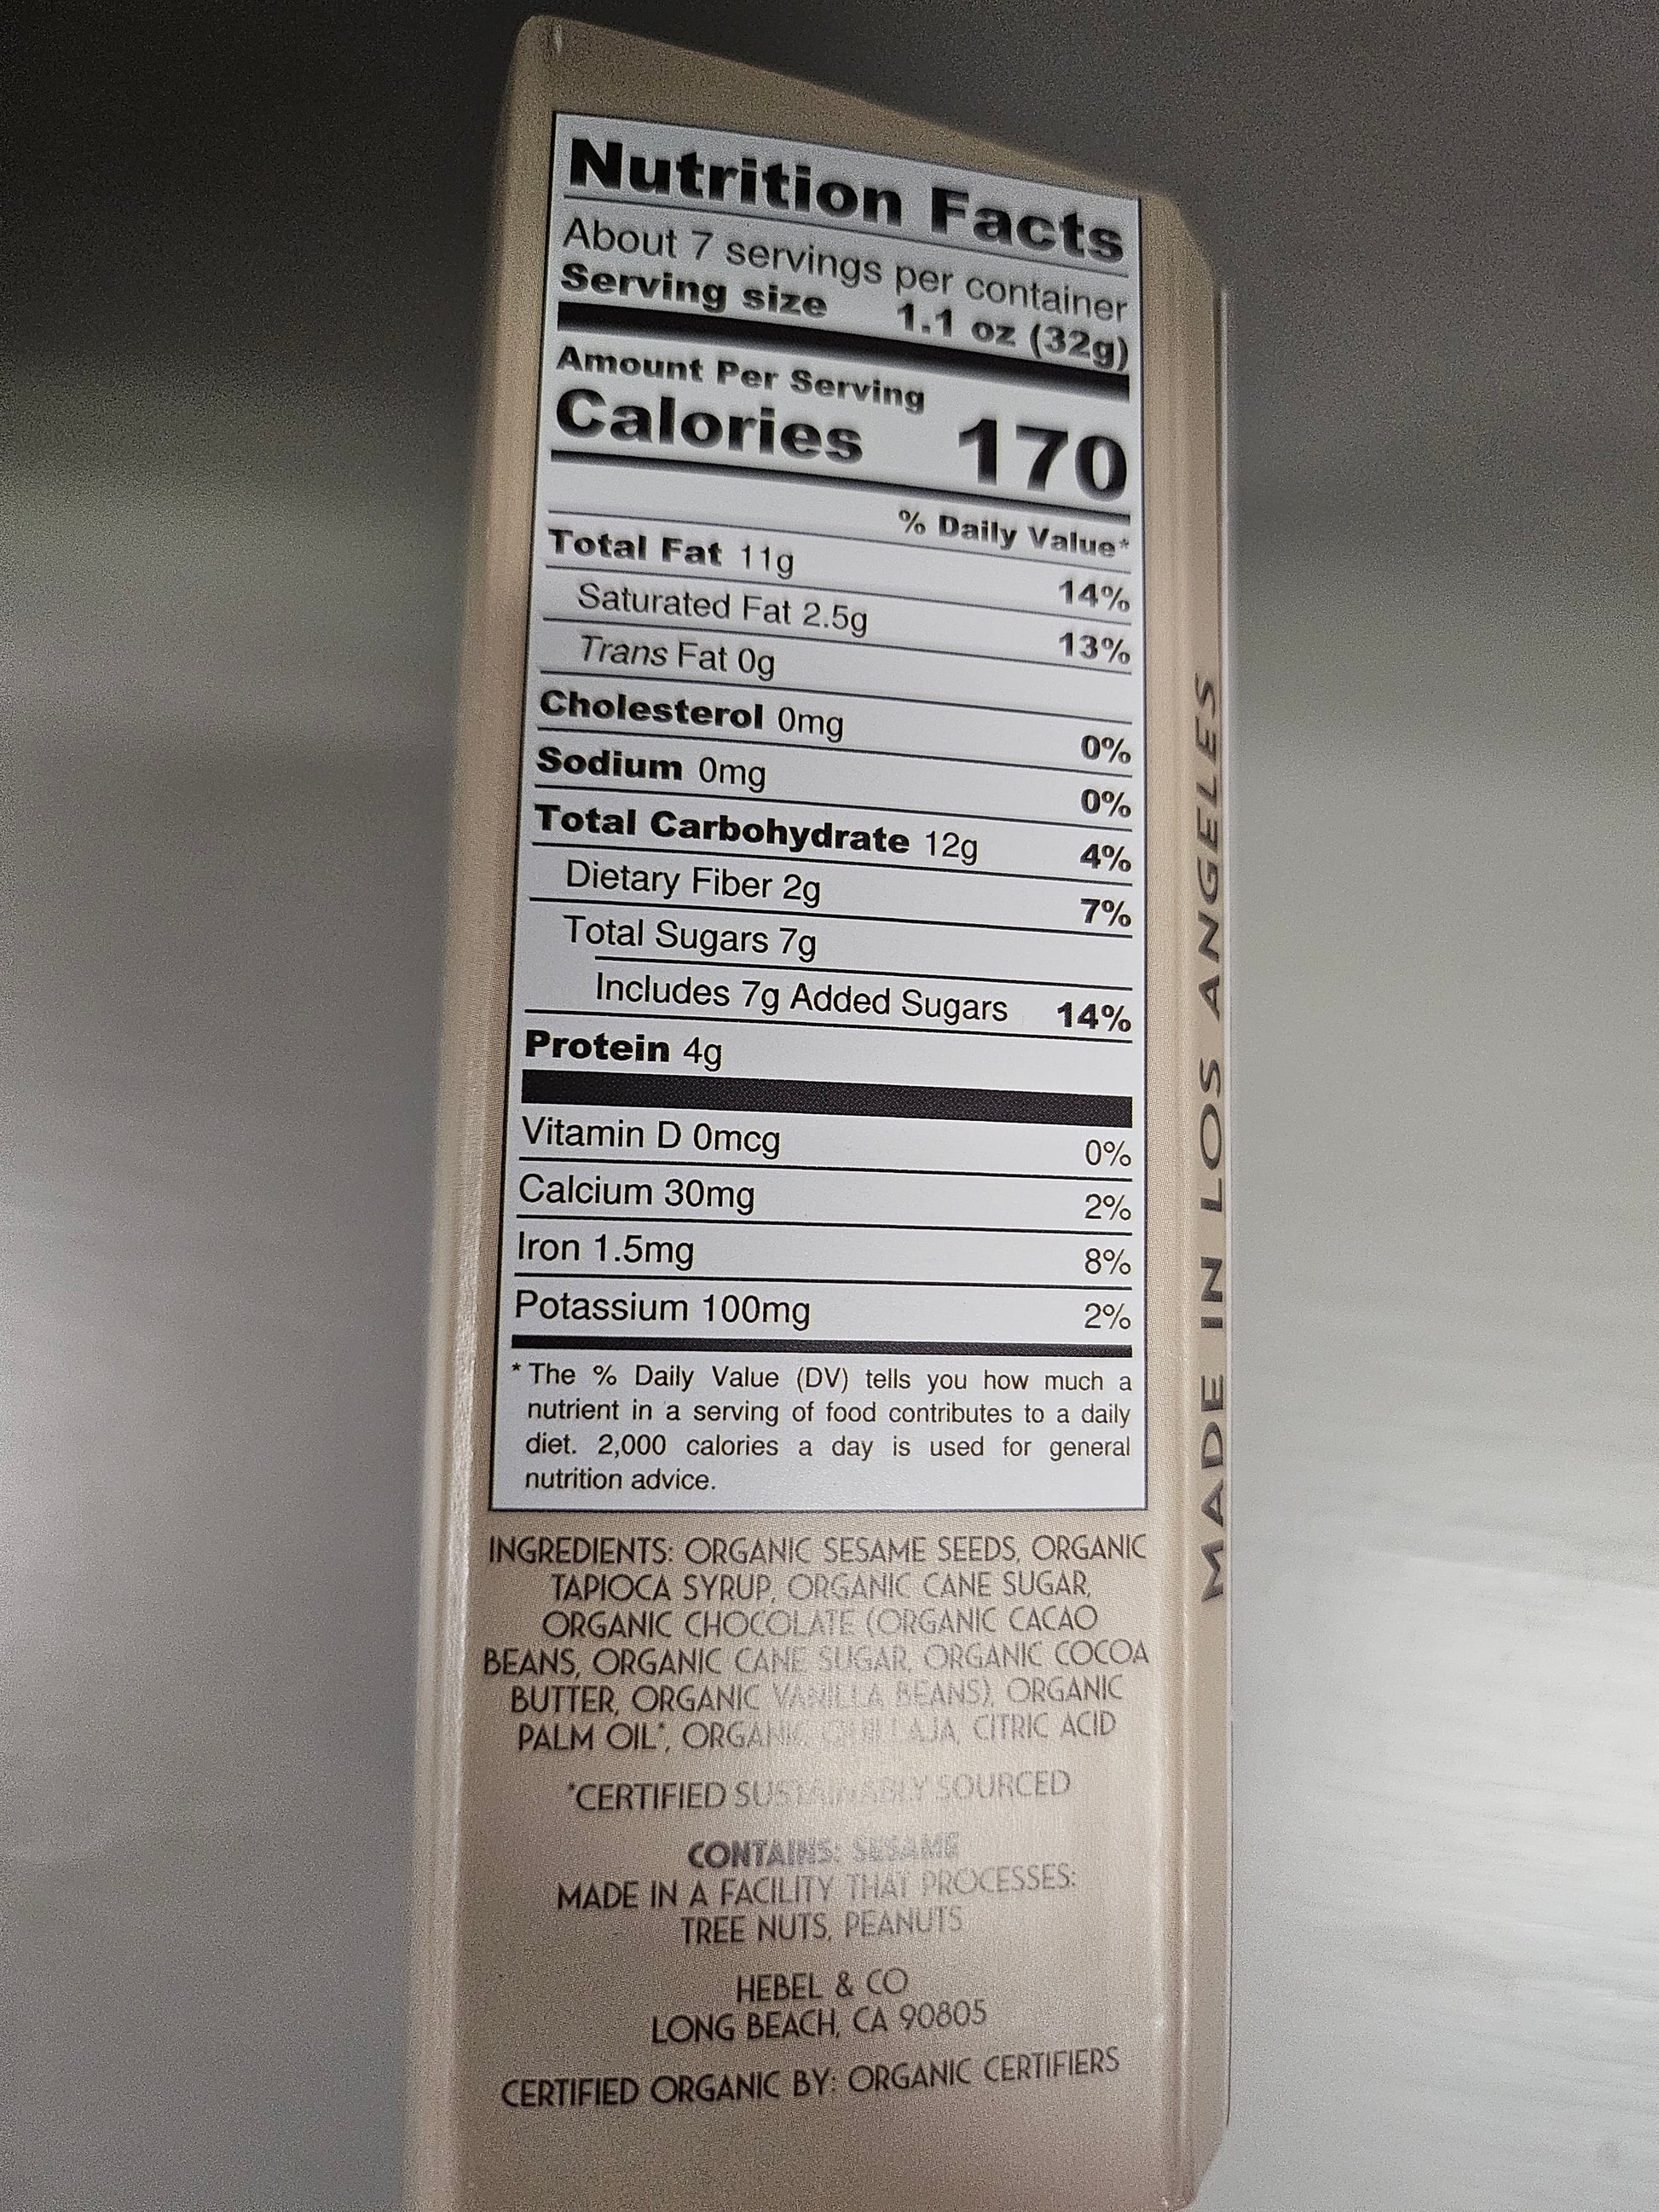 Nutrition Facts
About 7 servings per container
Serving size 1.1 oz (32g)
Amount Per Serving
Calories 170
% Daily Value*
Total Fat 11g 14%
Saturated Fat 2.5g 13%
Trans Fat 0g
Cholesterol 0mg 0%
Sodium 0mg 0%
Total Carbohydrate 12g 4%
Dietary Fiber 2g 7%
Total Sugars 7g
Includes 7g Added Sugars 14%
Protein 4g
Vitamin D 0mcg 0%
Calcium 30mg 2%
Iron 1.5mg 8%
Potassium 100mg 2%
* The % Daily Value (DV) tells you how much a
nutrient in a serving of food contributes to a daily
diet. 2,000 calories a day is used for general
nutrition advice.
INGREDIENTS: ORGANIC SESAME SEEDS, ORGANIC
TAPIOCA SYRUP, ORGANIC CANE SUGAR,
ORGANIC CHOCOLATE (ORGANIC CACAO
BEANS, ORGANIC CANE SUGAR, ORGANIC COCOA
BUTTER, ORGANIC VANILLA BEANS), ORGANIC
PALM OIL*, ORGANIC QUILLAJA, CITRIC ACID
*CERTIFIED SUSTAINABLY SOURCED
CONTAINS: SESAME
MADE IN A FACILITY THAT PROCESSES:
TREE NUTS, PEANUTS
HEBEL & CO
LONG BEACH, CA 90805
CERTIFIED ORGANIC BY: ORGANIC CERTIFIERS
MADE IN LOS ANGELES